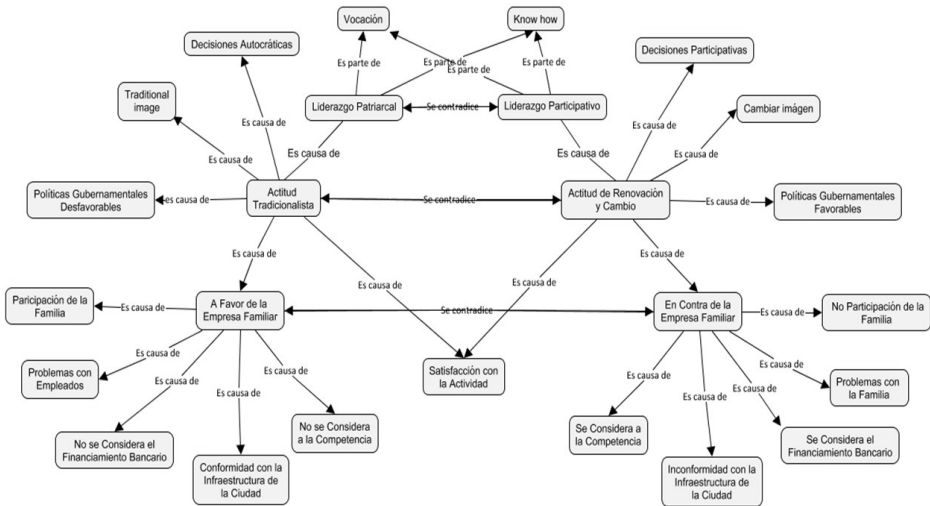 Vocación
Know how
Decisiones Autocráticas
Decisiones Participativas
Es parte de
Es parte de
Es parte de
Es parte de
Traditional
image
Liderazgo Patriarcal
Se contradice
Liderazgo Participativo
Cambiar imágen
Es causa de
Es causa de
Es causa de
Es causa de
Es causa de
Es causa de
Políticas Gubernamentales
Desfavorables
es causa de
Actitud
Tradicionalista
Se contradice
Actitud de Renovación
y Cambio
Es causa de
Políticas Gubernamentales
Favorables
Es causa de
Es causa de
Es causa de
Es causa de
Paricipación de la
Familia
Es causa de
A Favor de la
Empresa Familiar
Se contradice
En Contra de la
Empresa Familiar
Es causa de
No Participación de la
Familia
Problemas con
Empleados
Es causa de
Es causa de
Es causa de
Es causa de
Satisfacción con
la Actividad
Es causa de
Es causa de
Es causa de
Es causa de
Problemas con
la Familia
No se Considera el
Financiamiento Bancario
Conformidad con la
Infraestructura de
la Ciudad
No se Considera
a la Competencia
Se Considera a
la Competencia
Inconformidad con la
Infraestructura de
la Ciudad
Se Considera el
Financiamiento Bancario